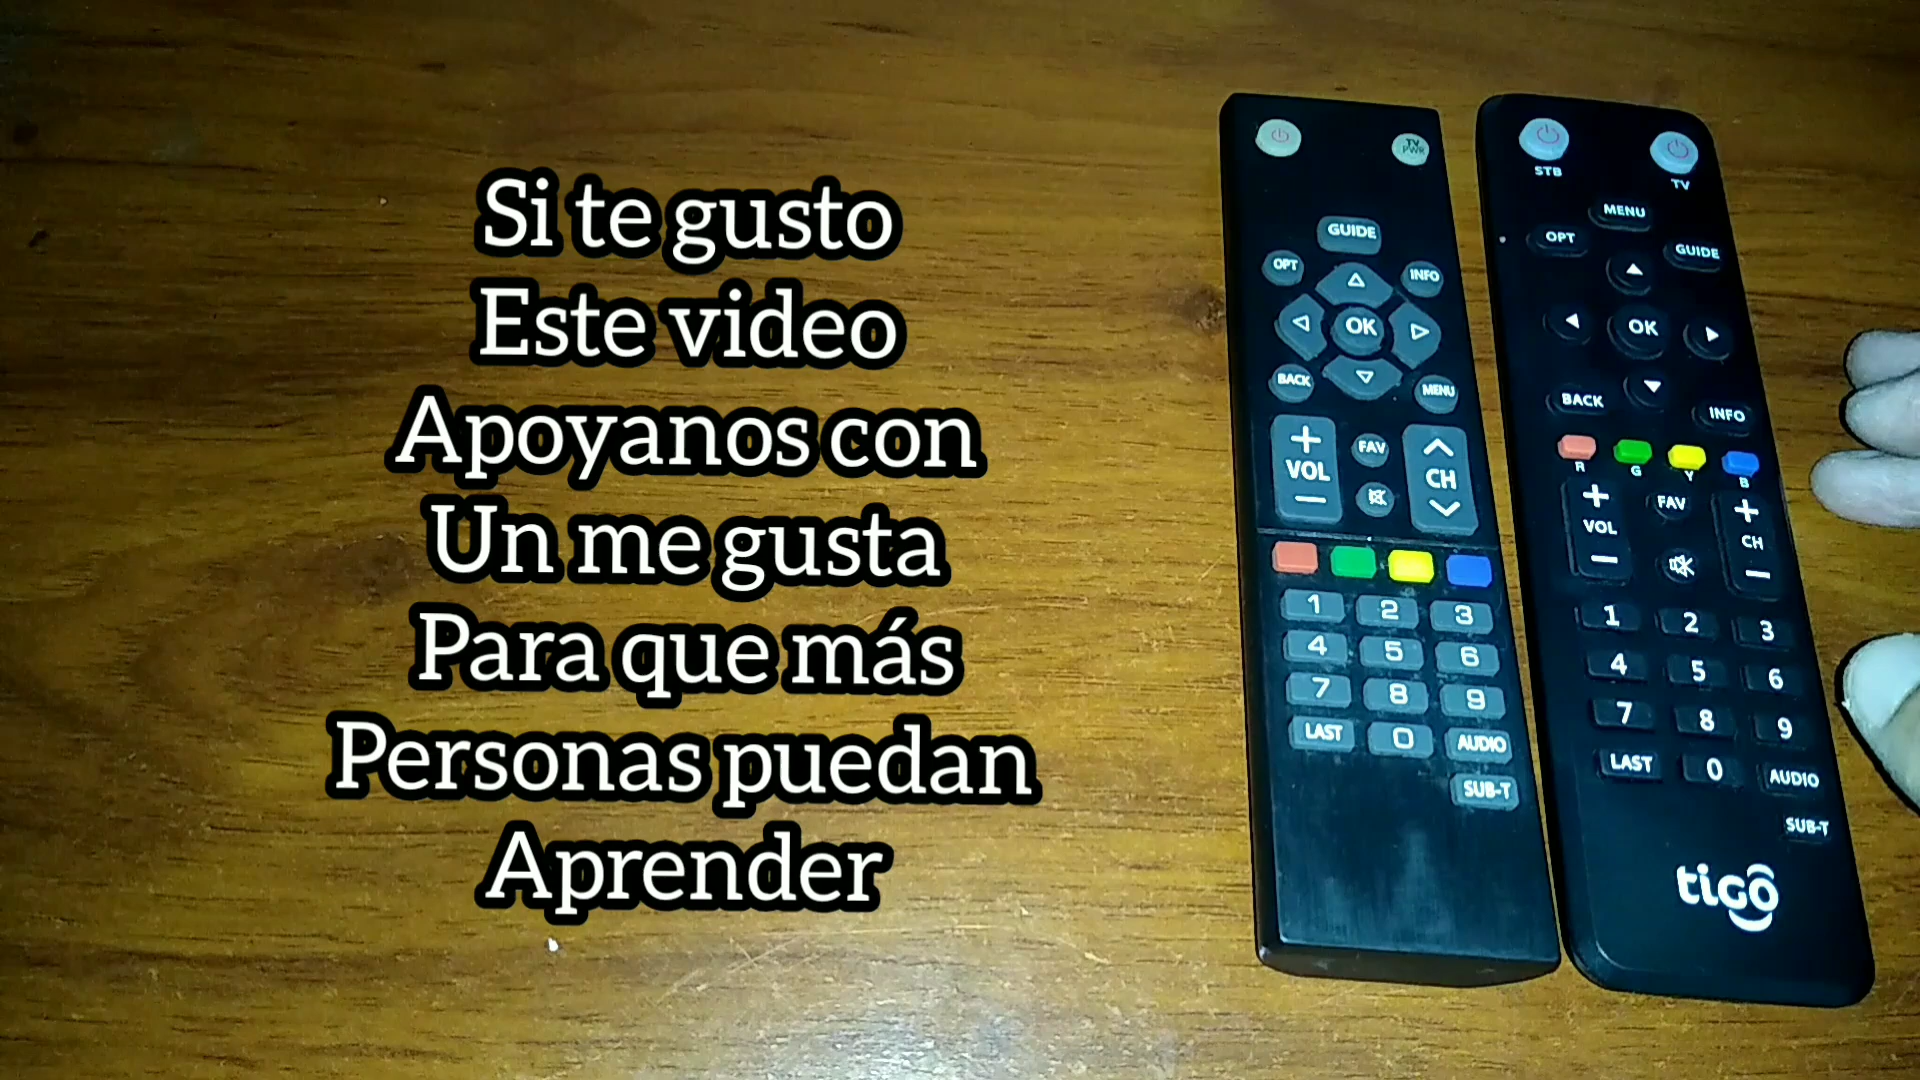 Si te gusto
Este video
Apoyanos con
Un me gusta
Para que más
Personas puedan
Aprender
TV
PWR
GUIDE
OPT
INFO
OK
BACK
MENU
+
VOL
−
FAV
CH
1 2 3
4 5 6
7 8 9
LAST 0 AUDIO
SUB-T
STB
TV
MENU
OPT
GUIDE
OK
BACK
INFO
R G Y B
+
VOL
−
FAV
+
CH
−
1 2 3
4 5 6
7 8 9
LAST 0 AUDIO
SUB-T
tigo